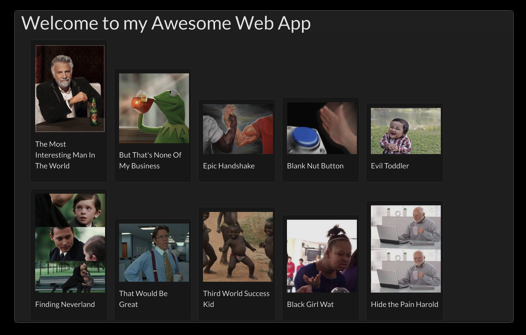 Welcome to my Awesome Web App
The Most
Interesting Man In
The World
But That's None Of
My Business
Epic Handshake
Blank Nut Button
Evil Toddler
Finding Neverland
That Would Be
Great
Third World Success
Kid
Black Girl Wat
Hide the Pain Harold